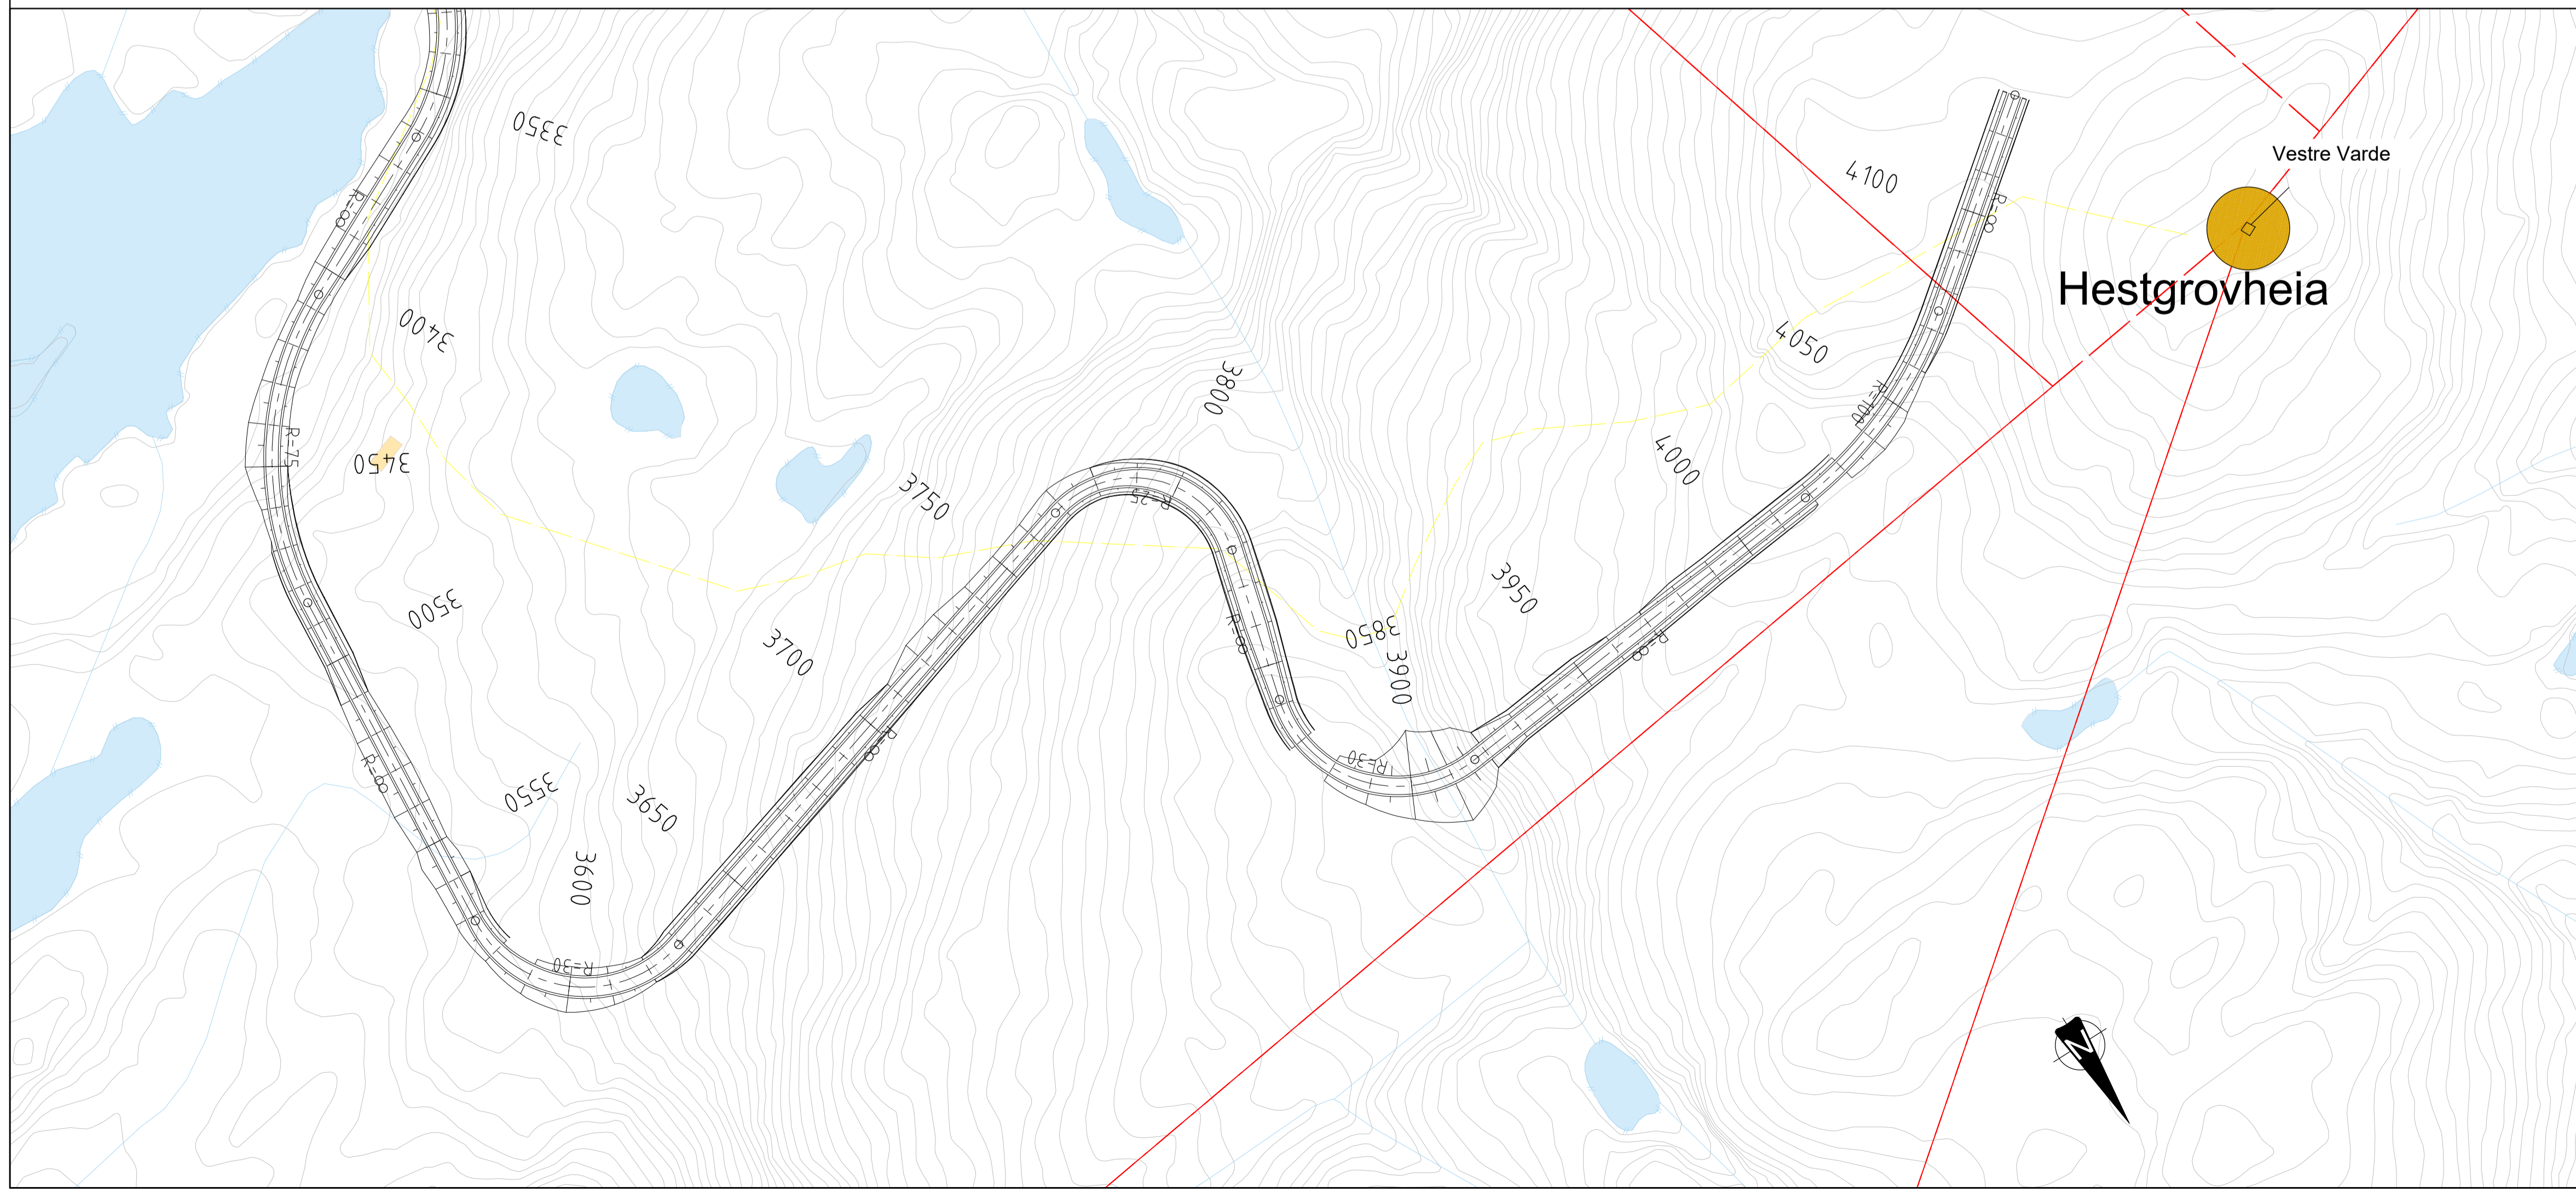 3350
R=∞
3400
R=75
3450
3500
R=∞
3550
3600
R=30
3650
3700
R=∞
3750
R=25
3800
R=∞
3850
3900
R=30
3950
R=∞
4000
4050
R=100
4100
R=∞
Vestre Varde
Hestgrovheia
N